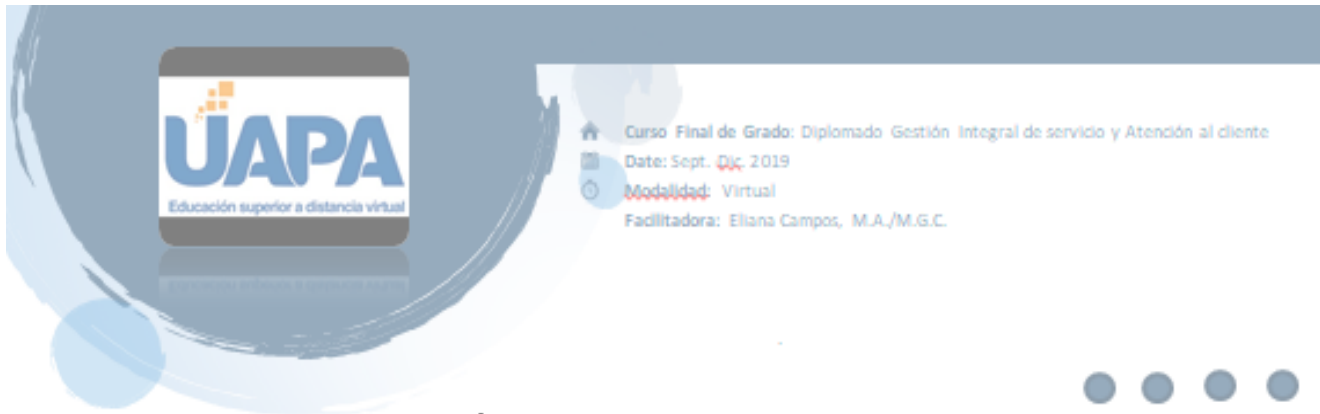 UAPA
Educación superior a distancia virtual
Curso Final de Grado: Diplomado Gestión Integral de servicio y Atención al cliente
Date: Sept. Dic. 2019
Modalidad: Virtual
Facilitadora: Eliana Campos, M.A./M.G.C.